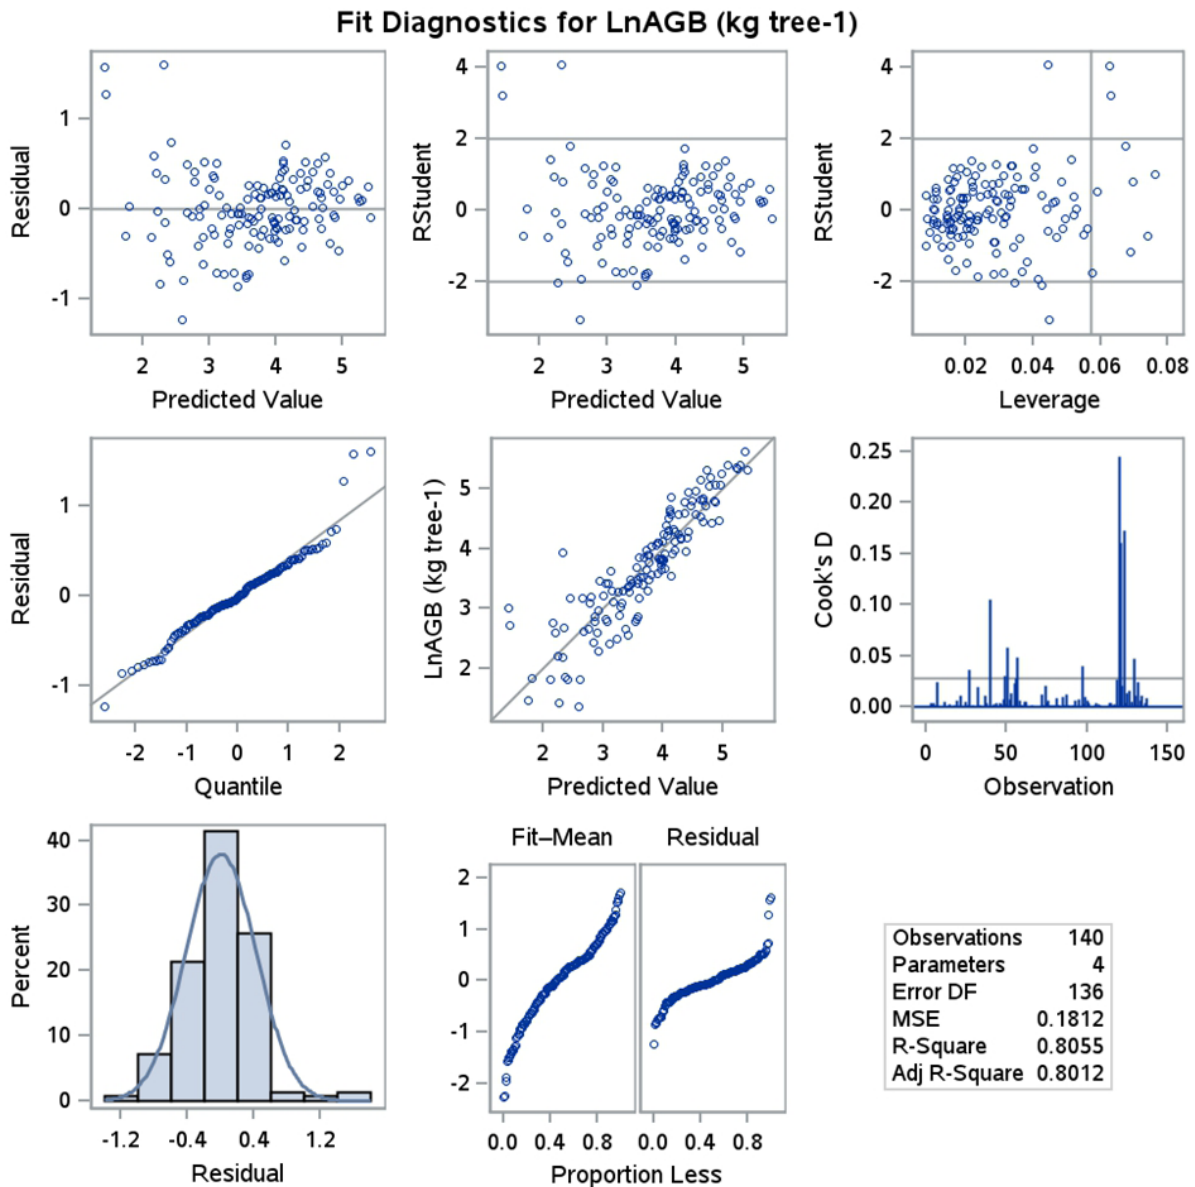 Fit Diagnostics for LnAGB (kg tree-1)
Residual
1
0
-1
2 3 4 5
Predicted Value
RStudent
4
2
0
-2
2 3 4 5
Predicted Value
RStudent
4
2
0
-2
0.02 0.04 0.06 0.08
Leverage
Residual
1
0
-1
-2 -1 0 1 2
Quantile
LnAGB (kg tree-1)
5
4
3
2
2 3 4 5
Predicted Value
Cook's D
0.25
0.20
0.15
0.10
0.05
0.00
0 50 100 150
Observation
Percent
40
30
20
10
0
-1.2 -0.4 0.4 1.2
Residual
Fit–Mean Residual
2
1
0
-1
-2
0.0 0.4 0.8 0.0 0.4 0.8
Proportion Less
Observations 140
Parameters 4
Error DF 136
MSE 0.1812
R-Square 0.8055
Adj R-Square 0.8012